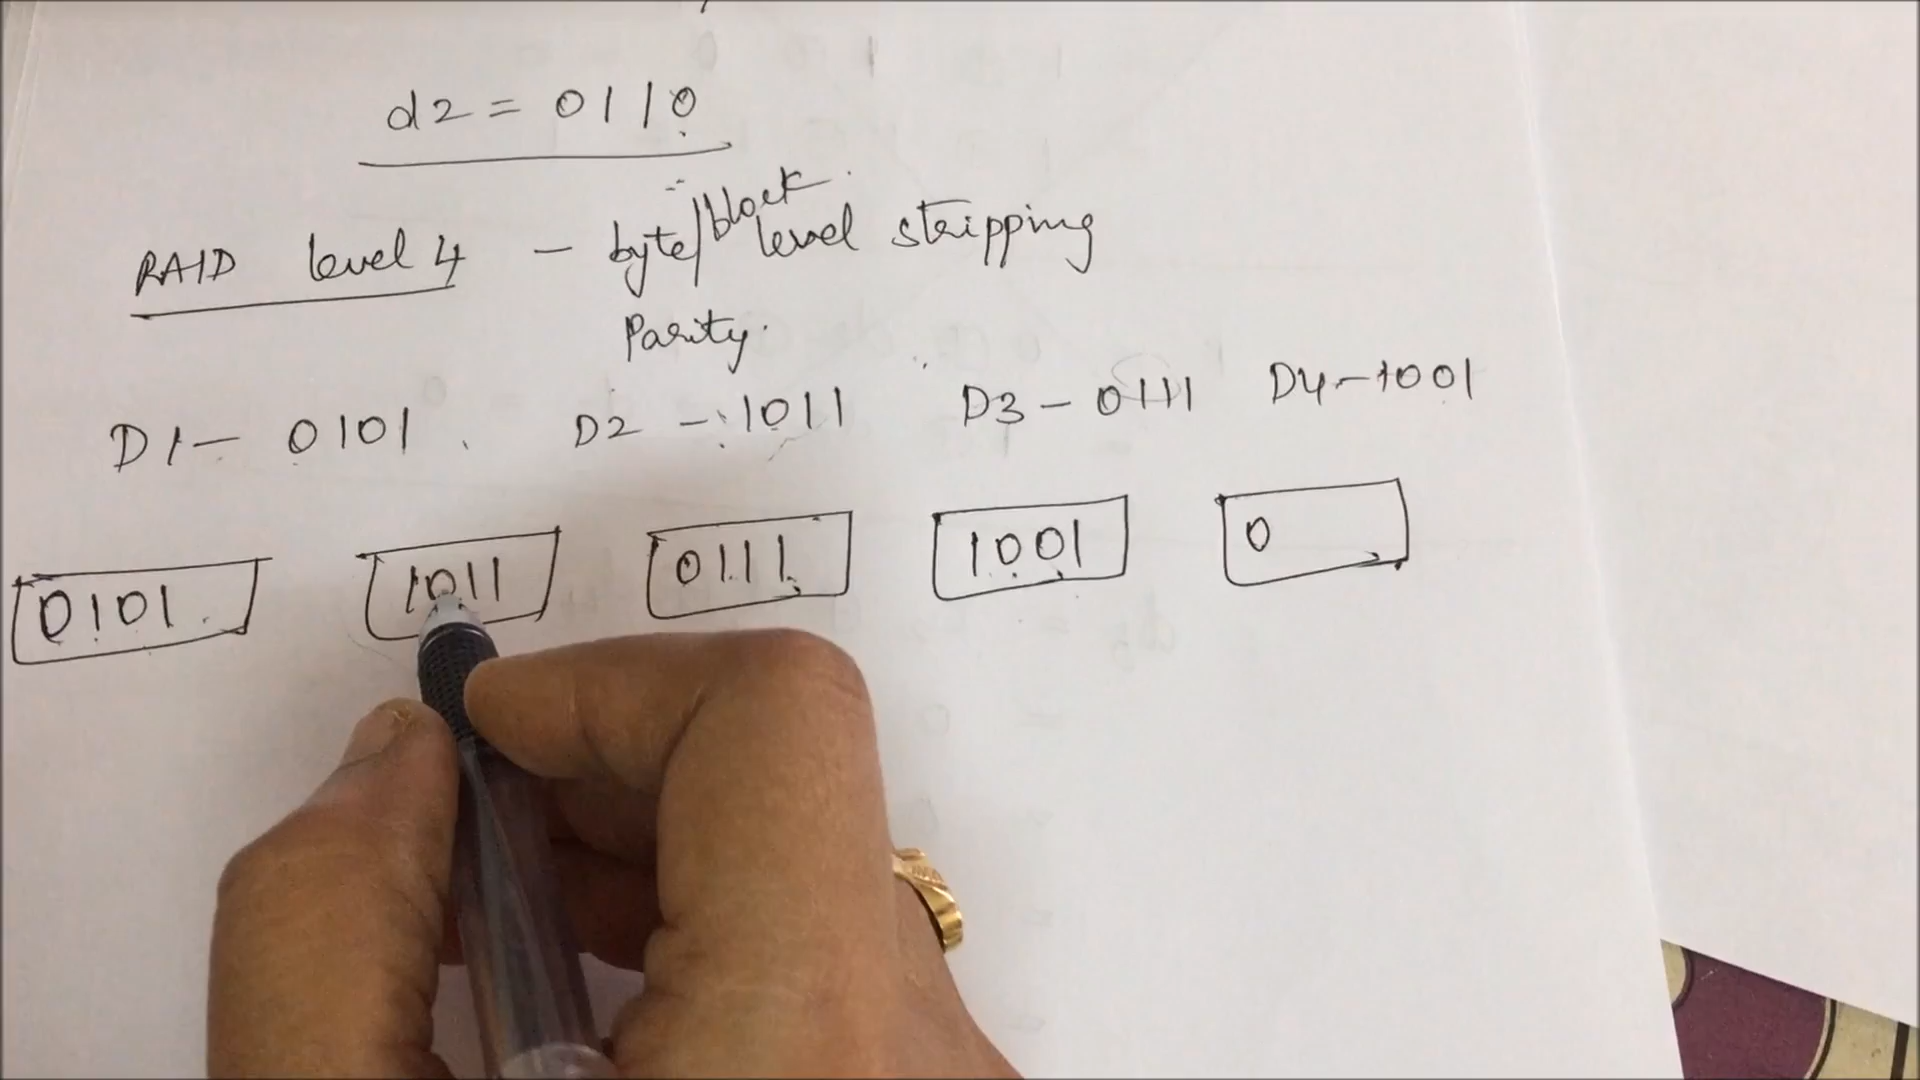 d2 = 0110
RAID level 4 - byte/block level stripping
Parity.
D1 - 0101 D2 - 1011 D3 - 0111 D4 - 1001
0101 1011 0111 1001 0